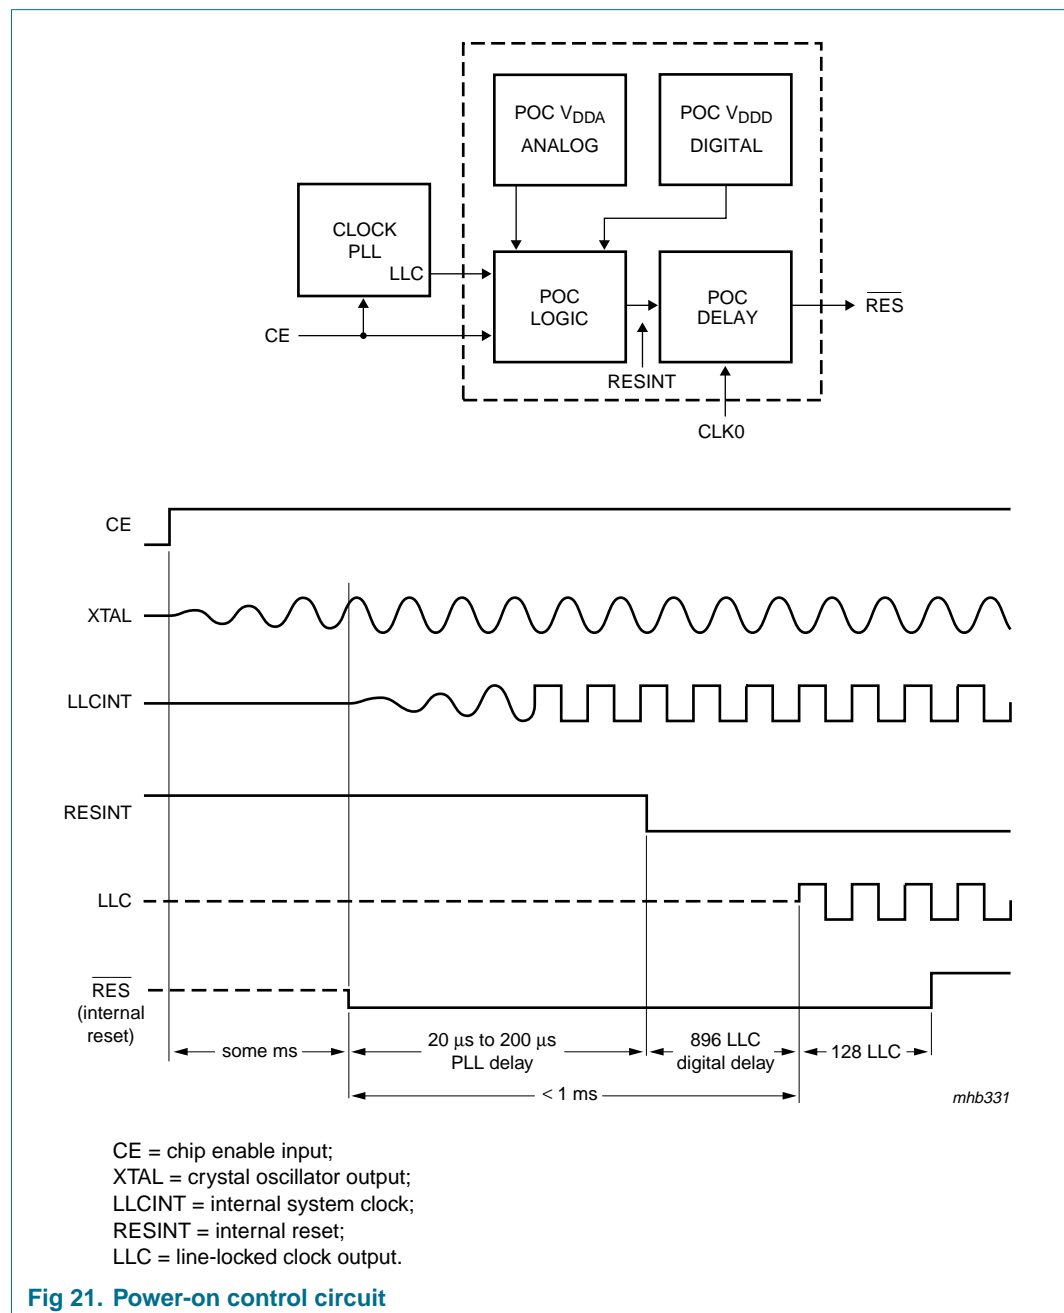 POC VDDA
ANALOG
POC VDDD
DIGITAL
CLOCK
PLL
LLC
POC
LOGIC
POC
DELAY
RES
CE
RESINT
CLK0
CE
XTAL
LLCINT
RESINT
LLC
RES
(internal
reset)
some ms
20 μs to 200 μs
PLL delay
896 LLC
digital delay
128 LLC
< 1 ms
mhb331
CE = chip enable input;
XTAL = crystal oscillator output;
LLCINT = internal system clock;
RESINT = internal reset;
LLC = line-locked clock output.
Fig 21. Power-on control circuit